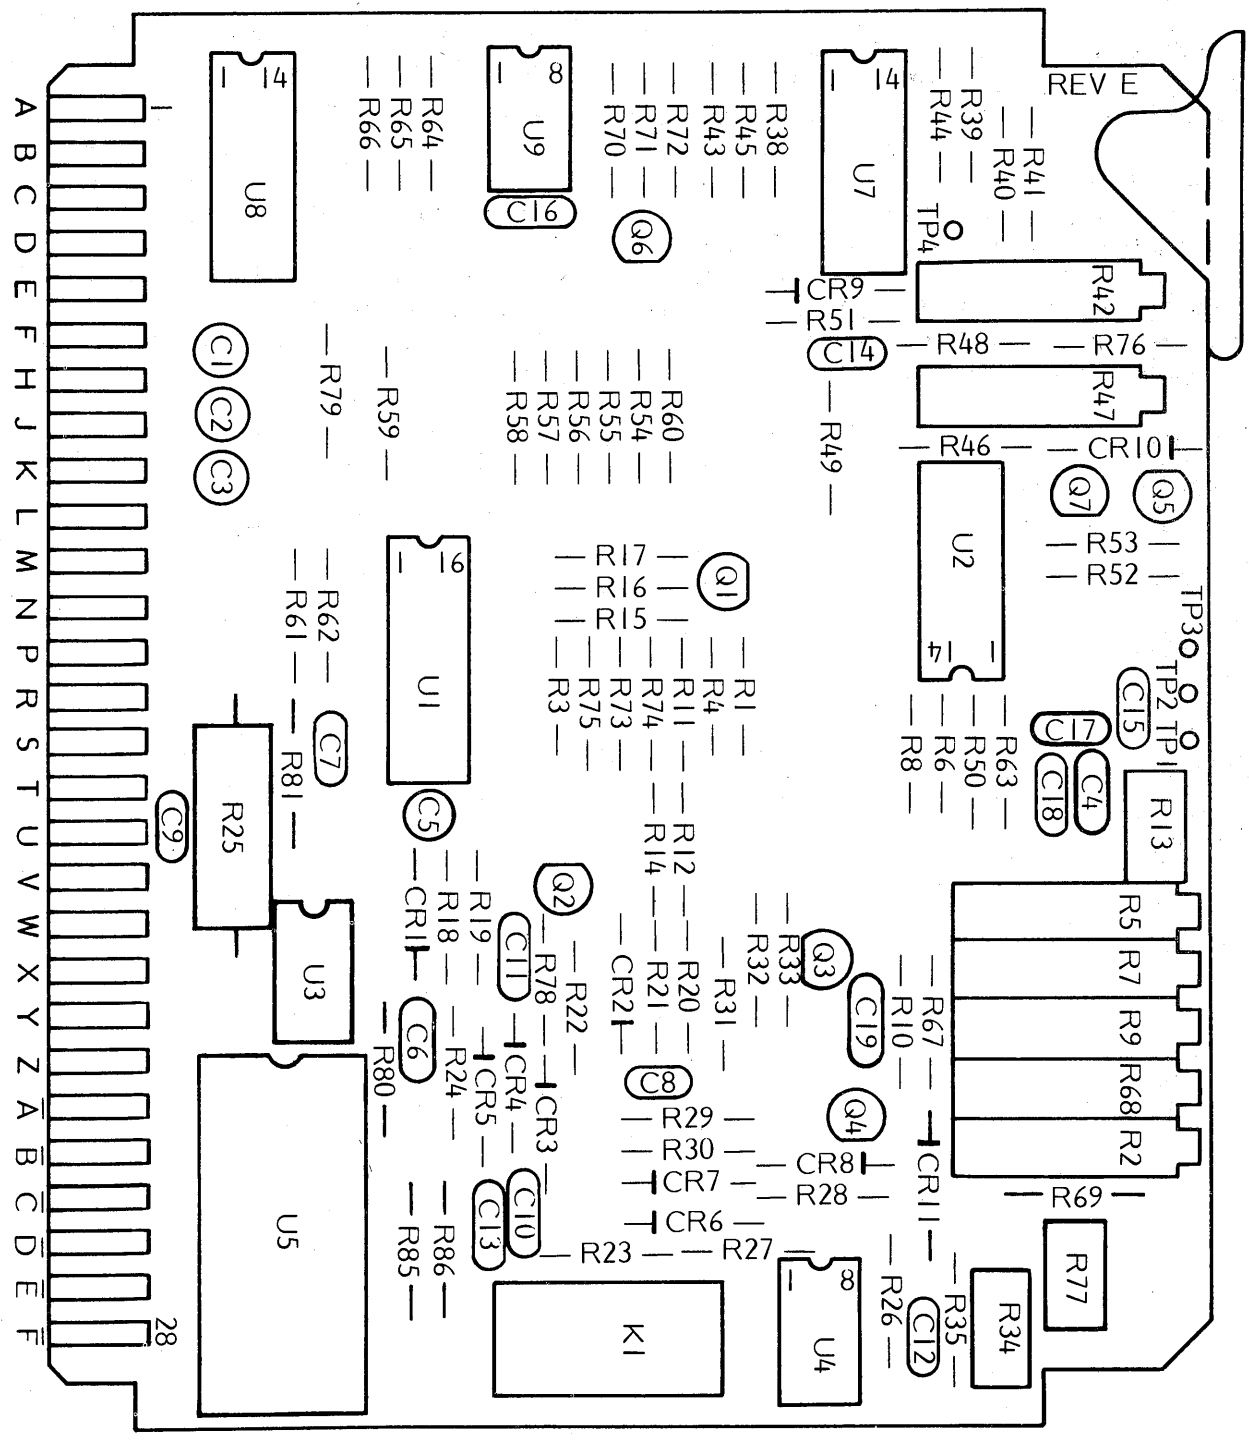 REV E
A
B
C
D
E
F
H
J
K
L
M
N
P
R
S
T
U
V
W
X
Y
Z
A̅
B̅
C̅
D̅
E̅
F̅
1
28
1 14
U8
R66
R65
R64
1 8
U9
C16
R70
R71
R72
R43
R45
R38
Q6
1 14
U7
R44
R39
R40
R41
TP4
R42
CR9
R51
C14
R48
R76
R47
R46
CR10
R49
C1
C2
C3
R79
R59
R58
R57
R56
R55
R54
R60
Q7
Q5
R53
R52
U2
14 1
TP3
TP2
TP1
1 16
U1
R17
R16
R15
Q1
R61
R62
R3
R75
R73
R74
R11
R4
R1
R8
R6
R50
R63
C17
C15
C18
C4
R13
C7
R81
R25
C9
C5
R14
R12
CR1
R18
R19
Q2
C11
R78
R22
CR2
R21
R20
R31
R32
R33
Q3
C19
R10
R67
R5
R7
R9
R68
R2
U3
C6
R80
R24
CR5
CR4
CR3
C8
R29
R30
CR7
CR6
Q4
CR8
R28
CR11
R69
U5
R85
R86
C13
C10
R23
R27
K1
1 8
U4
R26
C12
R35
R34
R77